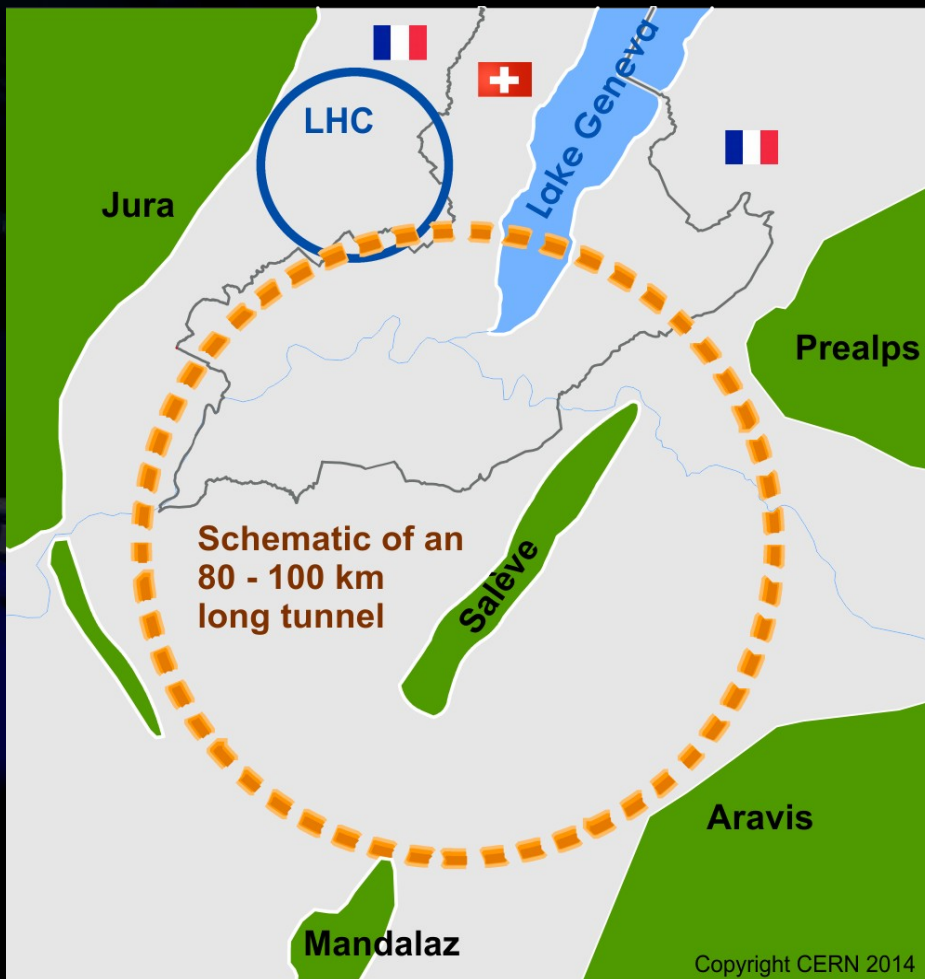 LHC
Lake Geneva
Jura
Prealps
Schematic of an
80 - 100 km
long tunnel
Salève
Aravis
Mandalaz
Copyright CERN 2014